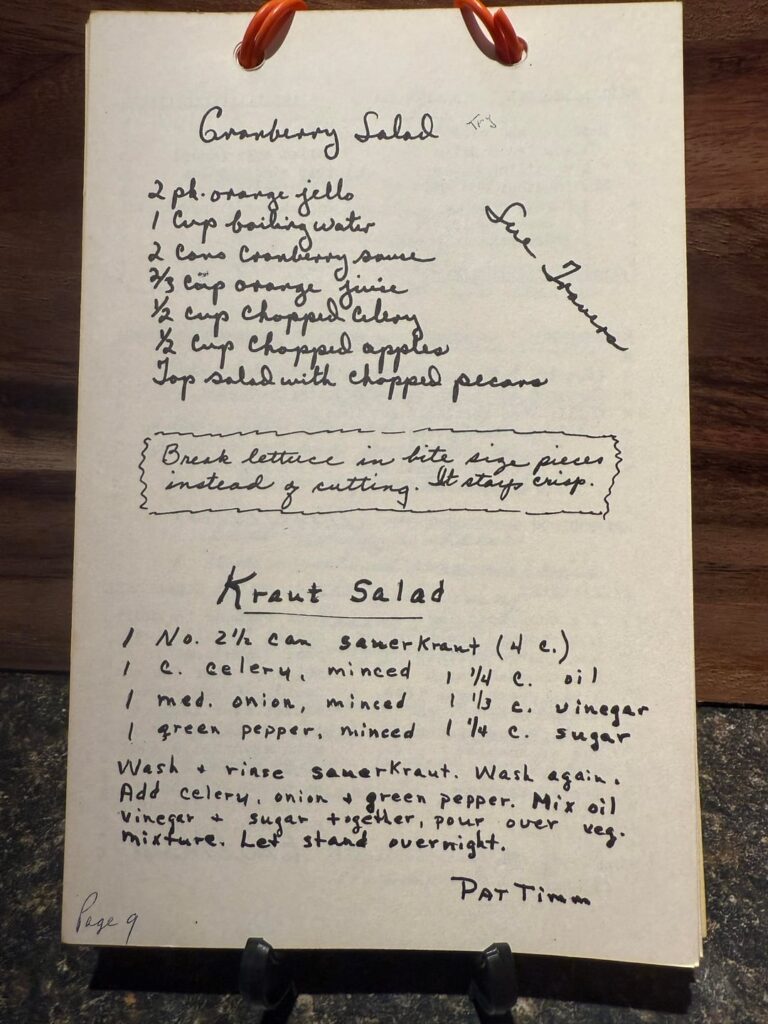 Cranberry Salad Try
2 pk. orange jello
1 Cup boiling water
2 cans Cranberry sauce
2/3 cup orange juice
1/2 cup chopped celery
1/2 cup chopped apples
Top salad with chopped pecans
Sue Travers
Break lettuce in bite size pieces
instead of cutting. It stays crisp.
Kraut Salad
1 No. 2 1/2 can sauerkraut (4 c.)
1 c. celery, minced 1 1/4 c. oil
1 med. onion, minced 1 1/3 c. vinegar
1 green pepper, minced 1 1/4 c. sugar
Wash + rinse sauerkraut. Wash again.
Add celery, onion + green pepper. Mix oil
vinegar + sugar together, pour over veg.
mixture. Let stand overnight.
PAT TIMM
Page 9